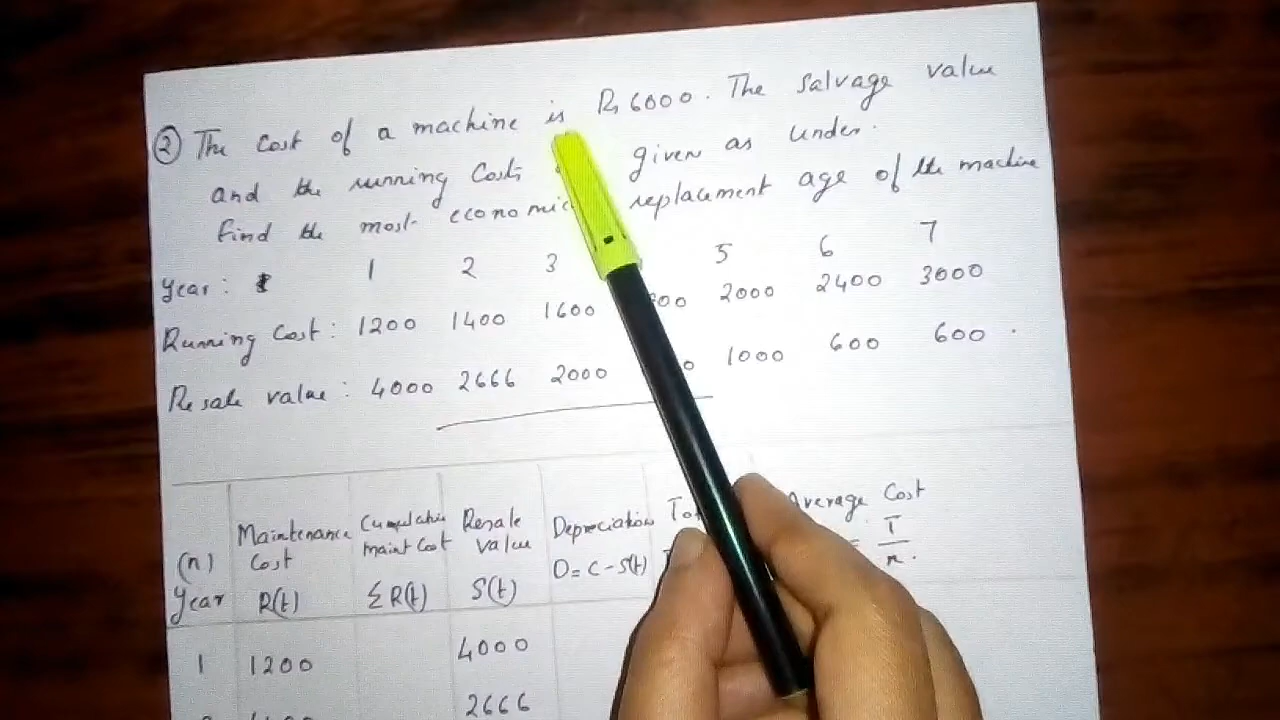 ② The cost of a machine is Rs 6000. The salvage value
and the running costs given as under.
find the most economic replacement age of the machine
year: 1 2 3 5 6 7
Running cost: 1200 1400 1600 2000 2400 3000
Resale value: 4000 2666 2000 1000 600 600.
(n) Year
Maintenance Cost R(t)
Cumulative maint cost ΣR(t)
Resale value S(t)
Depreciation D=C-S(t)
Average Cost = T/n.
1 1200 4000
2666